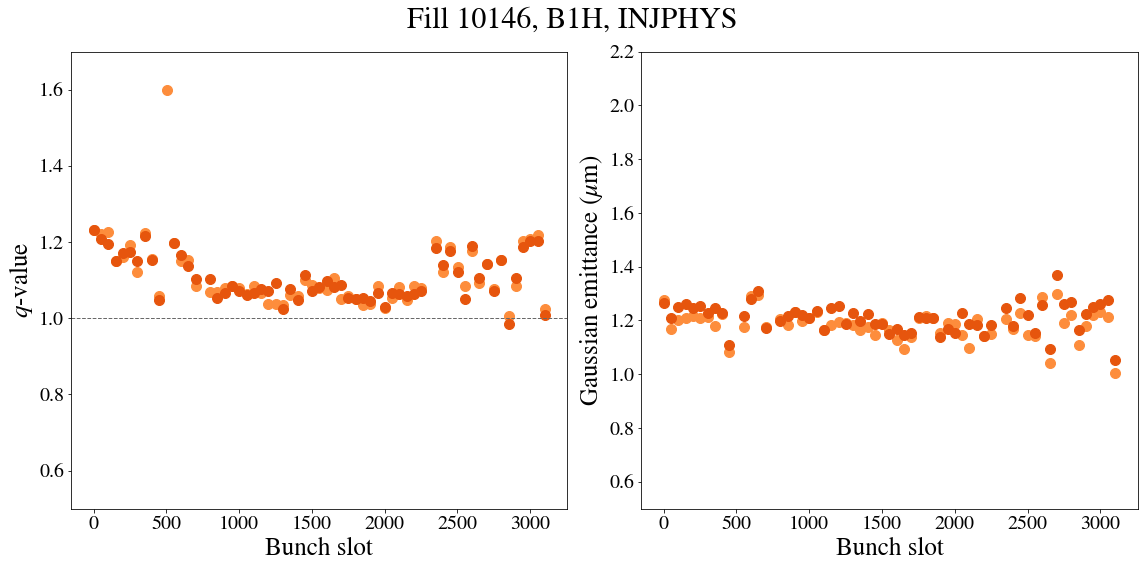 Fill 10146, B1H, INJPHYS
q-value
1.6
1.4
1.2
1.0
0.8
0.6
0 500 1000 1500 2000 2500 3000
Bunch slot
Gaussian emittance (μm)
2.2
2.0
1.8
1.6
1.4
1.2
1.0
0.8
0.6
0 500 1000 1500 2000 2500 3000
Bunch slot